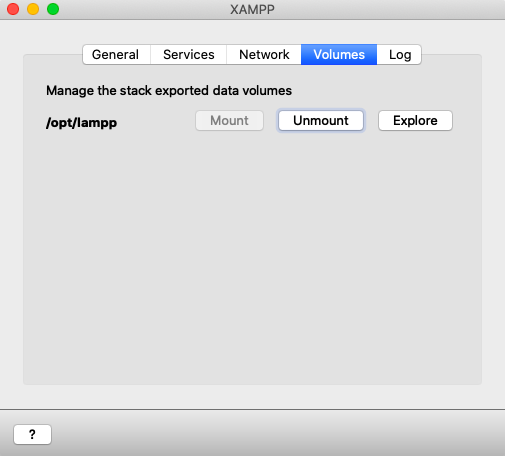 XAMPP
General Services Network Volumes Log
Manage the stack exported data volumes
/opt/lampp Mount Unmount Explore
?